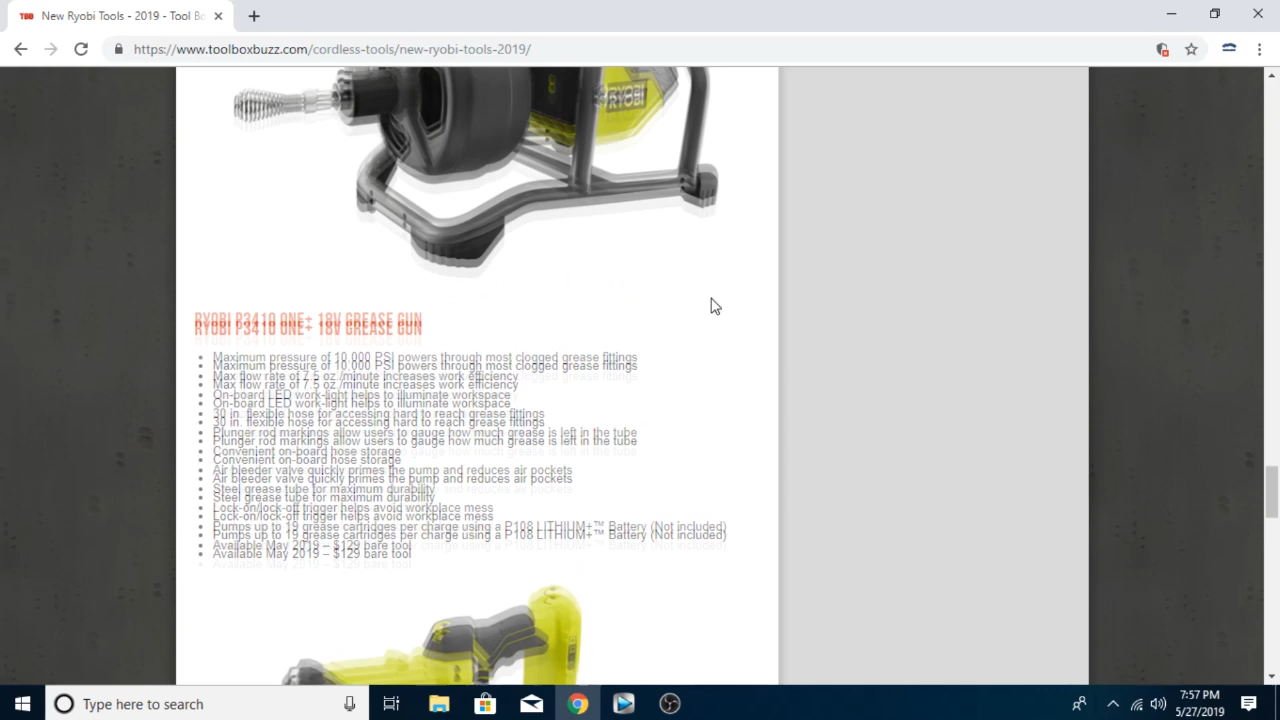 TBB New Ryobi Tools - 2019 - Tool Bo
https://www.toolboxbuzz.com/cordless-tools/new-ryobi-tools-2019/
RYOBI
RYOBI P3410 ONE+ 18V GREASE GUN
Maximum pressure of 10,000 PSI powers through most clogged grease fittings
Max flow rate of 7.5 oz./minute increases work efficiency
On-board LED work-light helps to illuminate workspace
30 in. flexible hose for accessing hard to reach grease fittings
Plunger rod markings allow users to gauge how much grease is left in the tube
Convenient on-board hose storage
Air bleeder valve quickly primes the pump and reduces air pockets
Steel grease tube for maximum durability
Lock-on/lock-off trigger helps avoid workplace mess
Pumps up to 19 grease cartridges per charge using a P108 LITHIUM+™ Battery (Not included)
Available May 2019 – $129 bare tool
Type here to search
7:57 PM
5/27/2019